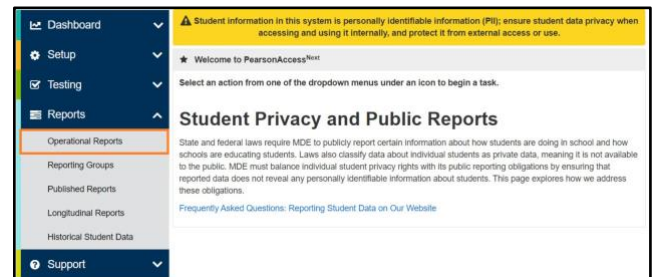 Dashboard
Setup
Testing
Reports
Operational Reports
Reporting Groups
Published Reports
Longitudinal Reports
Historical Student Data
Support
Student information in this system is personally identifiable information (PII); ensure student data privacy when
accessing and using it internally, and protect it from external access or use.
Welcome to PearsonAccessNext
Select an action from one of the dropdown menus under an icon to begin a task.
Student Privacy and Public Reports
State and federal laws require MDE to publicly report certain information about how students are doing in school and how
schools are educating students. Laws also classify data about individual students as private data, meaning it is not available
to the public. MDE must balance individual student privacy rights with its public reporting obligations by ensuring that
reported data does not reveal any personally identifiable information about students. This page explores how we address
these obligations.
Frequently Asked Questions: Reporting Student Data on Our Website